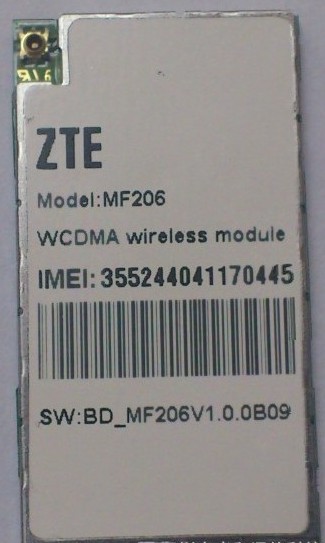 ZTE
Model:MF206
WCDMA wireless module
IMEI: 355244041170445
SW:BD_MF206V1.0.0B09